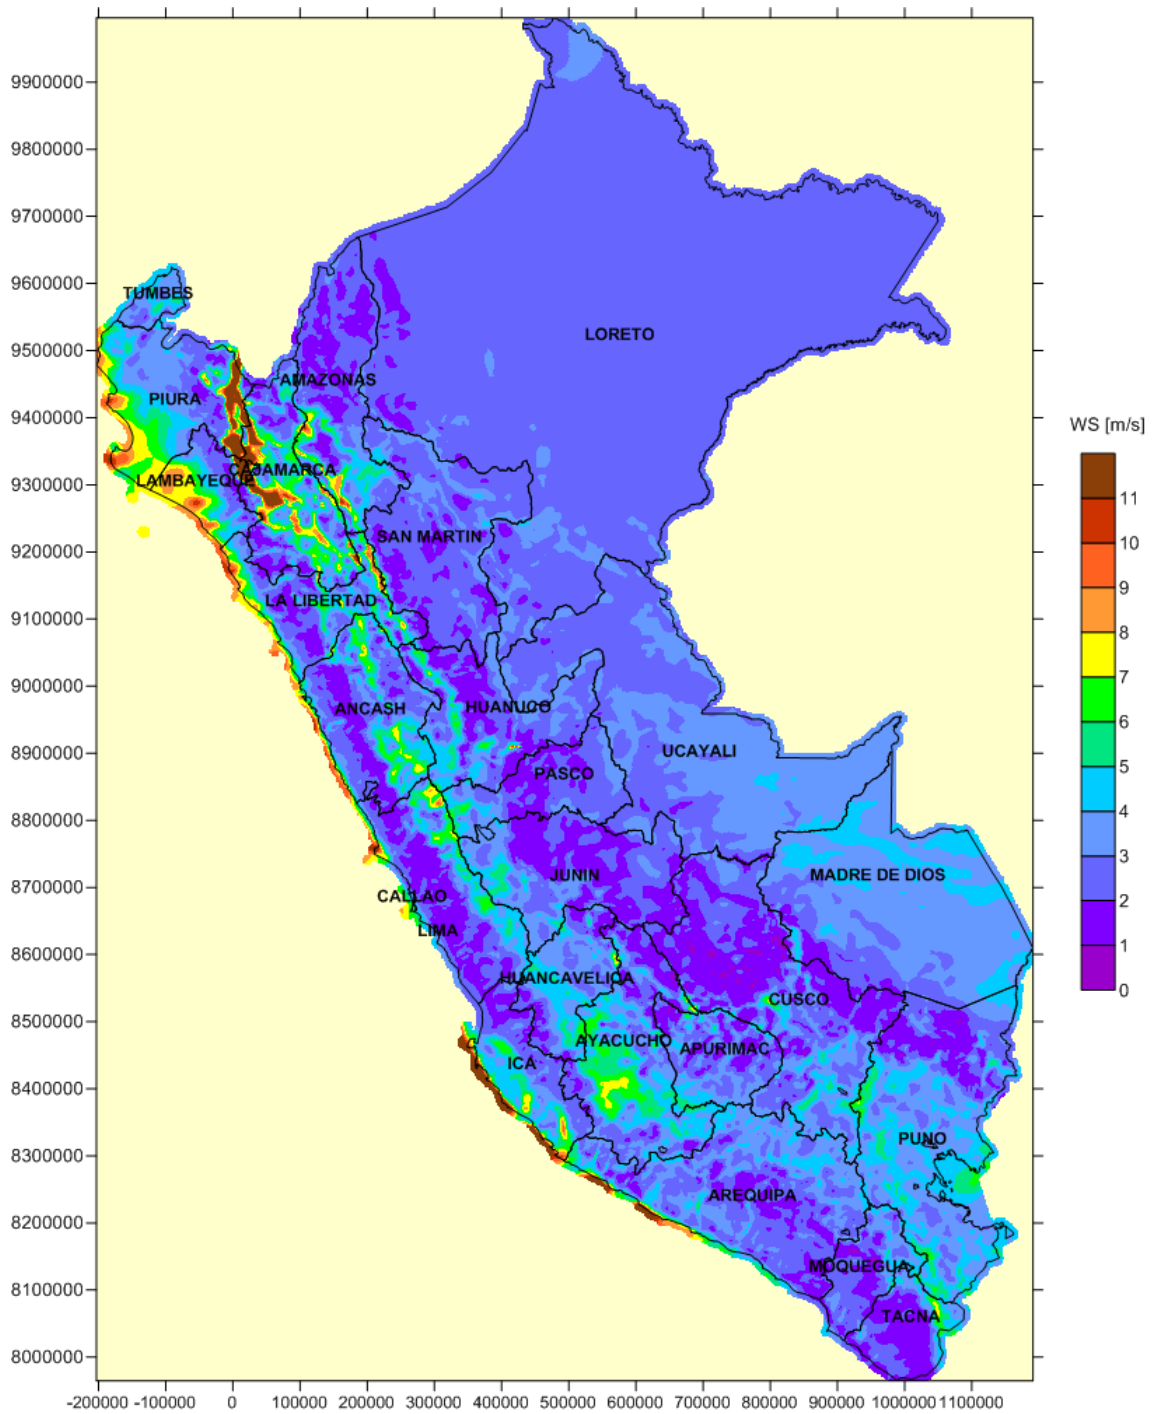 9900000
9800000
9700000
9600000
TUMBES
LORETO
9500000
AMAZONAS
PIURA
9400000
WS [m/s]
CAJAMARCA
LAMBAYEQUE
9300000
11
SAN MARTIN
10
9200000
9
LA LIBERTAD
9100000
8
7
9000000
ANCASH
HUANUCO
6
UCAYALI
8900000
5
PASCO
4
8800000
3
JUNIN
MADRE DE DIOS
8700000
CALLAO
2
LIMA
1
8600000
HUANCAVELICA
0
CUSCO
8500000
AYACUCHO
APURIMAC
ICA
8400000
PUNO
8300000
AREQUIPA
8200000
MOQUEGUA
8100000
TACNA
8000000
-200000 -100000 0 100000 200000 300000 400000 500000 600000 700000 800000 900000 1000000 1100000